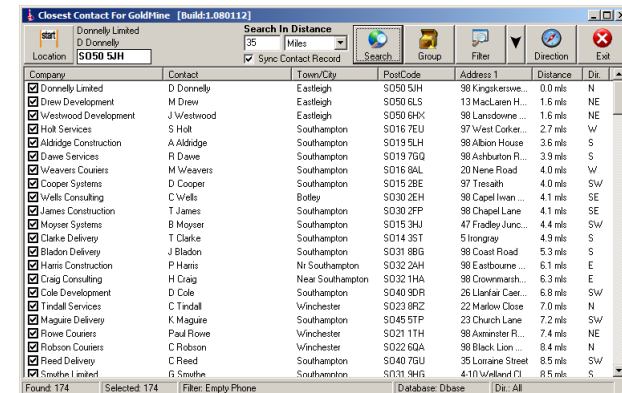 Closest Contact For GoldMine [Build:1.080112]
start Donnelly Limited Search In Distance
D Donnelly 35 Miles
Location SO50 5JH Sync Contact Record Search Group Filter Direction Exit
Company Contact Town/City PostCode Address 1 Distance Dir.
Donnelly Limited D Donnelly Eastleigh SO50 5JH 98 Kingskerswe... 0.0 mls N
Drew Development M Drew Eastleigh SO50 6LS 13 MacLaren H... 1.6 mls NE
Westwood Development J Westwood Eastleigh SO50 6HX 98 Lansdowne ... 1.6 mls NE
Holt Services S Holt Southampton SO16 7EU 97 West Corker... 2.7 mls W
Aldridge Construction A Aldridge Southampton SO19 5LH 98 Albion House 3.6 mls S
Dawe Services R Dawe Southampton SO19 7GQ 98 Ashburton R... 3.9 mls S
Weavers Couriers M Weavers Southampton SO16 8AL 20 Nene Road 4.0 mls W
Cooper Systems D Cooper Southampton SO15 2BE 97 Tresaith 4.0 mls SW
Wells Consulting C Wells Botley SO30 2EH 98 Capel Iwan ... 4.1 mls SE
James Construction T James Southampton SO30 2FP 98 Chapel Lane 4.1 mls SE
Moyser Systems B Moyser Southampton SO15 3HJ 47 Fradley Junc... 4.4 mls SW
Clarke Delivery T Clarke Southampton SO14 3ST 5 Irongray 4.9 mls S
Bladon Delivery J Bladon Southampton SO31 8BG 98 Coast Road 5.3 mls S
Harris Construction P Harris Nr Southampton SO32 2AH 98 Eastbourne ... 6.1 mls E
Craig Consulting H Craig Near Southampton SO32 1HA 98 Crownmarsh... 6.3 mls E
Cole Development D Cole Southampton SO40 9DR 26 Llanfair Caer... 6.8 mls SW
Tindall Services C Tindall Winchester SO23 8RZ 22 Marlow Close 7.0 mls N
Maguire Delivery K Maguire Southampton SO45 5TP 23 Church Lane 7.2 mls SW
Rowe Couriers Paul Rowe Winchester SO21 1TH 98 Axminster R... 7.4 mls NE
Robson Couriers C Robson Winchester SO22 6QA 98 Black Lion ... 8.4 mls N
Reed Delivery C Reed Southampton SO40 7GU 35 Lorraine Street 8.5 mls SW
Smythe Limited G Smythe Southampton SO31 9HG 4-10 Welland Cl... 8.5 mls S
Found: 174 Selected: 174 Filter: Empty Phone Database: Dbase Dir.: All